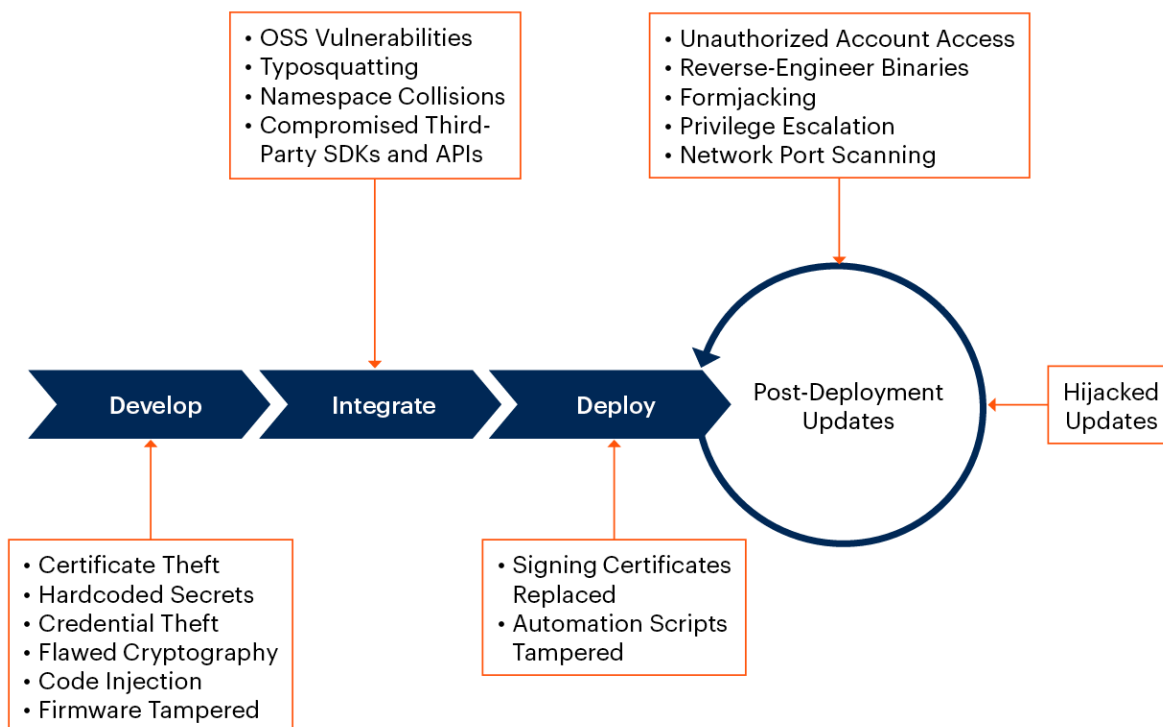 • OSS Vulnerabilities
• Typosquatting
• Namespace Collisions
• Compromised Third-
Party SDKs and APIs
• Unauthorized Account Access
• Reverse-Engineer Binaries
• Formjacking
• Privilege Escalation
• Network Port Scanning
Develop
Integrate
Deploy
Post-Deployment
Updates
Hijacked
Updates
• Certificate Theft
• Hardcoded Secrets
• Credential Theft
• Flawed Cryptography
• Code Injection
• Firmware Tampered
• Signing Certificates
Replaced
• Automation Scripts
Tampered